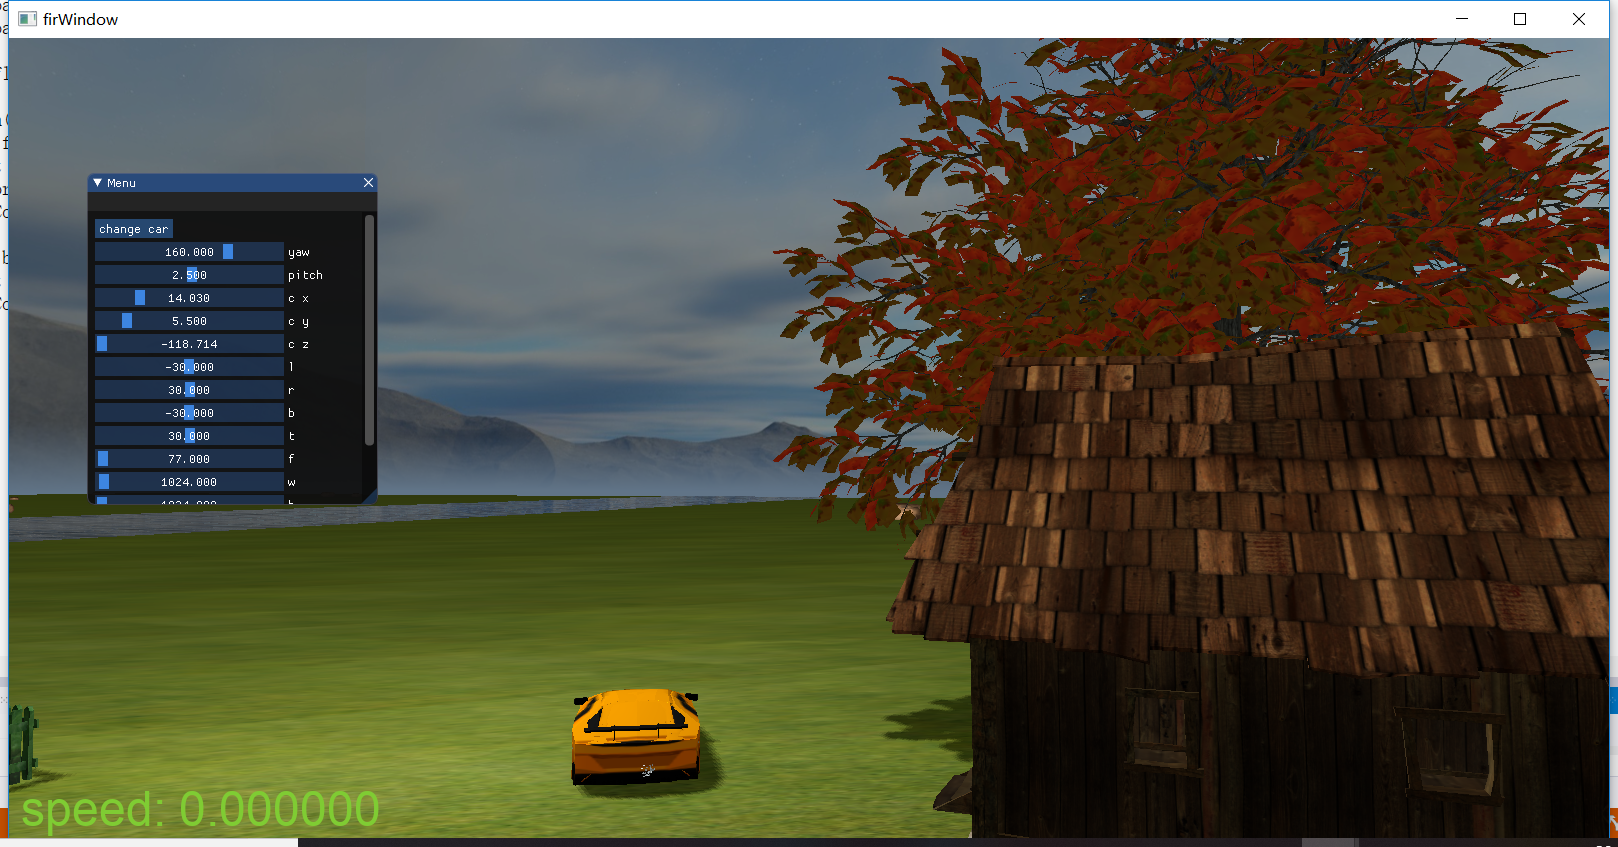 firWindow
Menu
change car
160.000 yaw
2.500 pitch
14.030 c x
5.500 c y
-118.714 c z
-30.000 l
30.000 r
-30.000 b
30.000 t
77.000 f
1024.000 w
speed: 0.000000